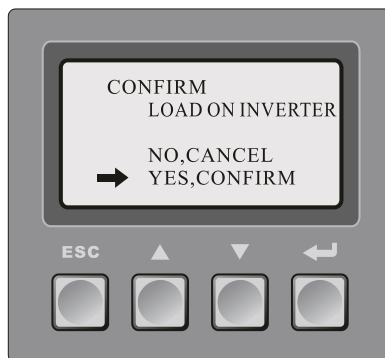 CONFIRM
LOAD ON INVERTER
NO,CANCEL
YES,CONFIRM
ESC